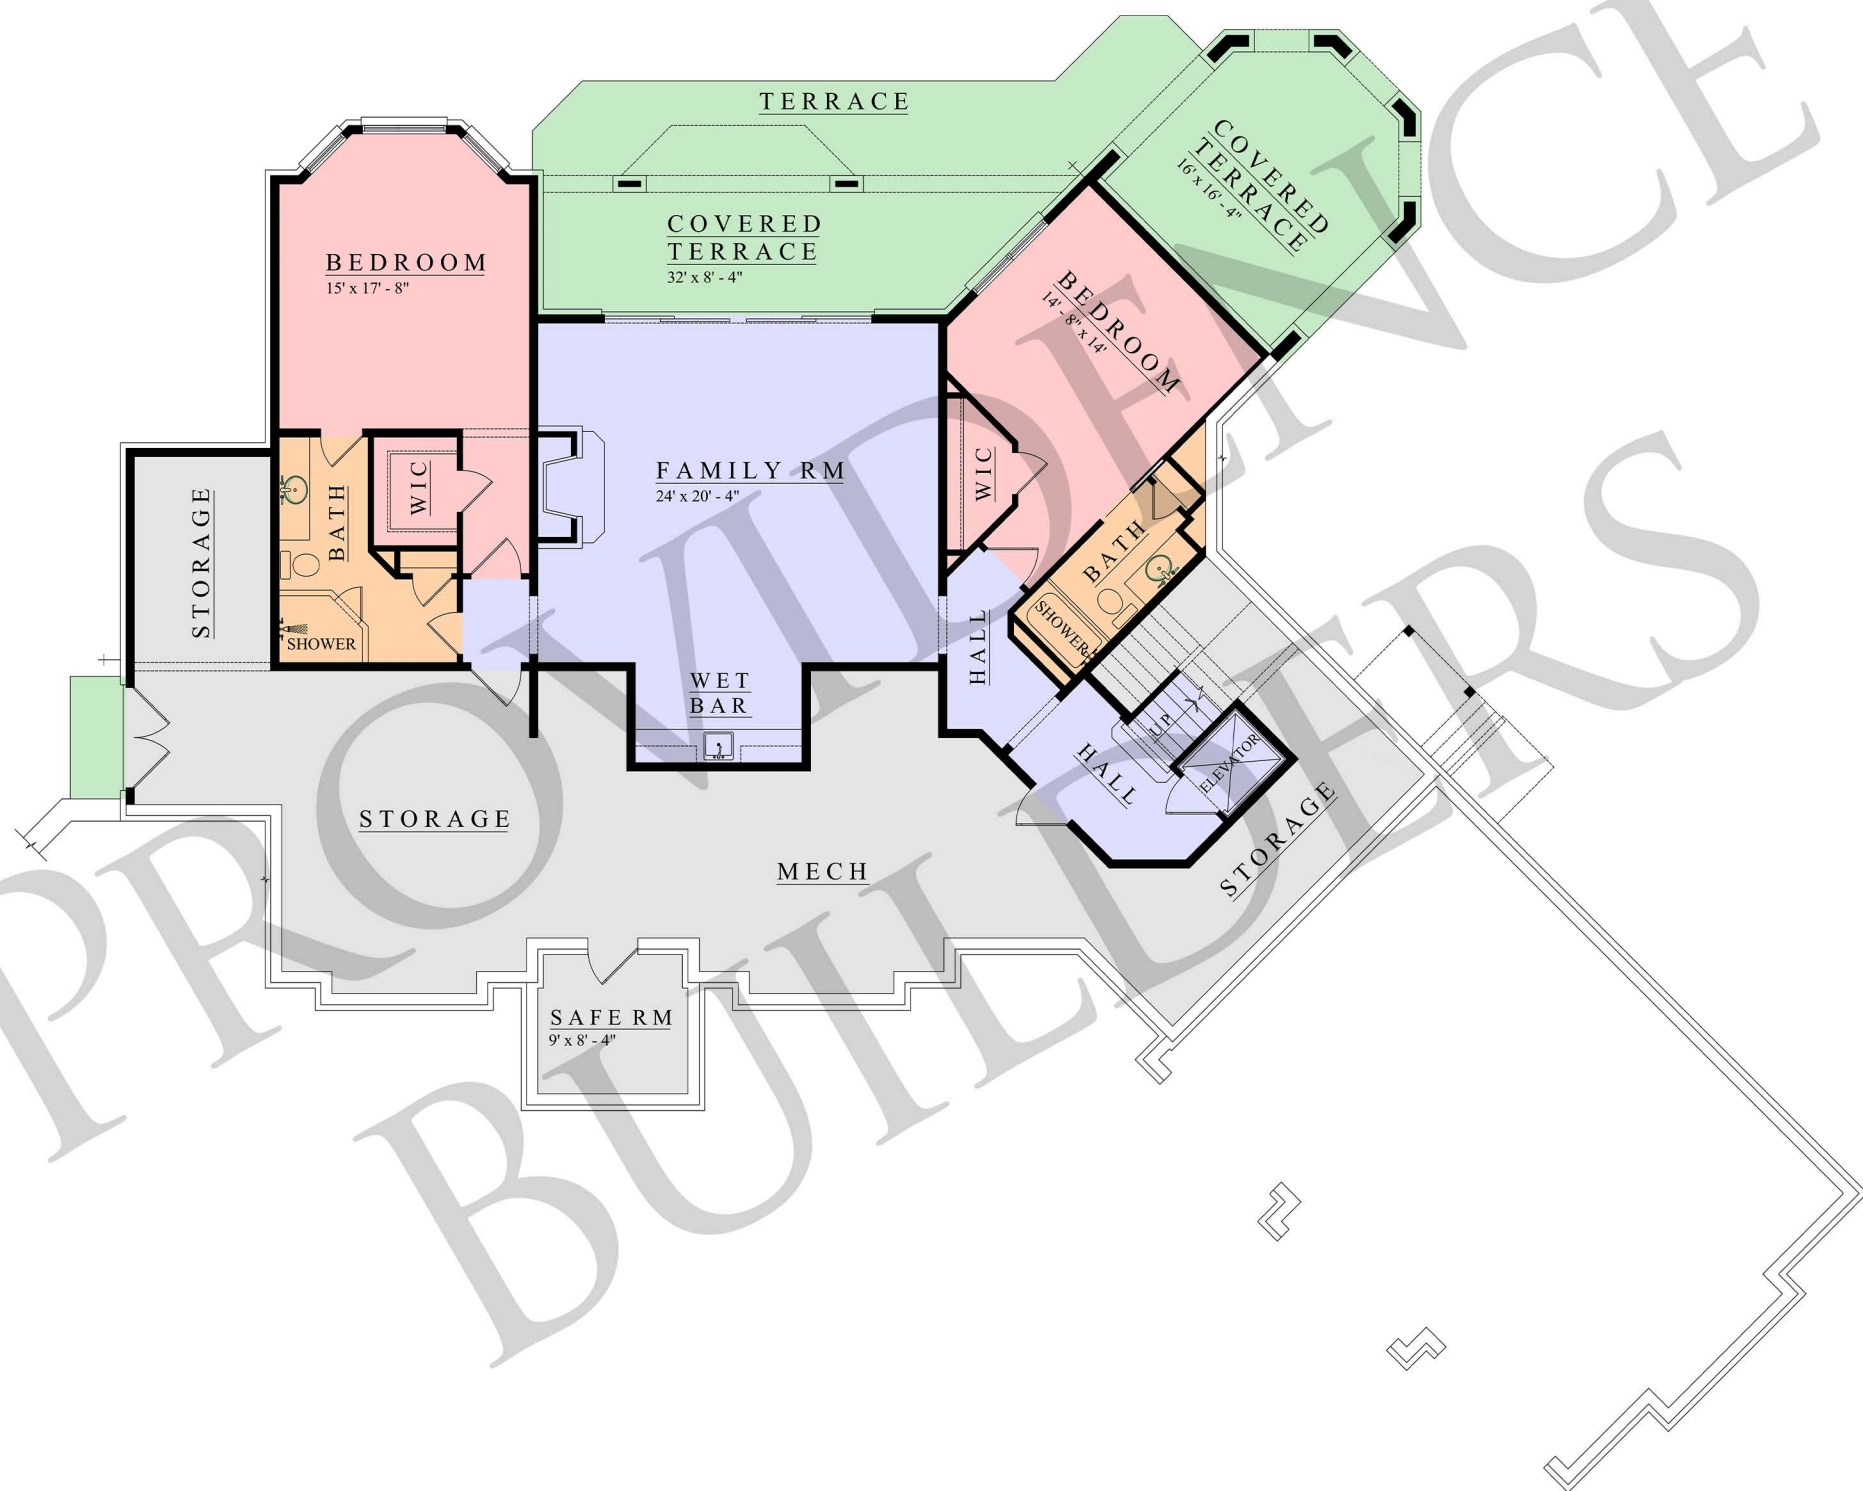 TERRACE
COVERED
TERRACE
16' x 16' - 4"
COVERED
TERRACE
32' x 8' - 4"
BEDROOM
15' x 17' - 8"
BEDROOM
14' - 8" x 14'
FAMILY RM
24' x 20' - 4"
WIC
WIC
BATH
STORAGE
BATH
SHOWER
SHOWER
HALL
WET
BAR
UP
ELEVATOR
HALL
STORAGE
MECH
STORAGE
SAFE RM
9' x 8' - 4"
PROVIDENCE
BUILDERS